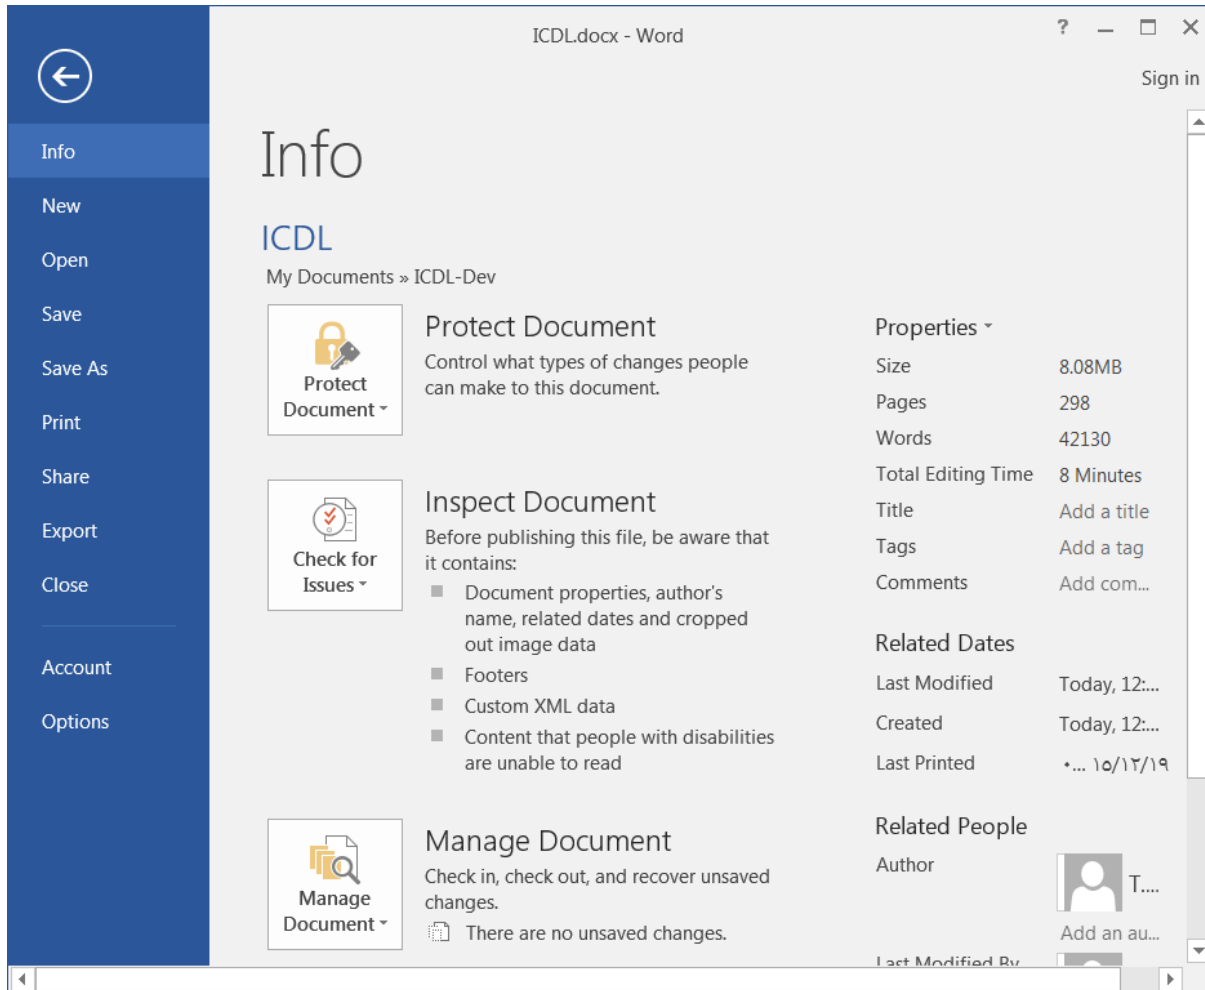 ICDL.docx - Word
?
Sign in
Info
New
Open
Save
Save As
Print
Share
Export
Close
Account
Options
Info
ICDL
My Documents » ICDL-Dev
Protect
Document
Protect Document
Control what types of changes people
can make to this document.
Check for
Issues
Inspect Document
Before publishing this file, be aware that
it contains:
Document properties, author's
name, related dates and cropped
out image data
Footers
Custom XML data
Content that people with disabilities
are unable to read
Manage
Document
Manage Document
Check in, check out, and recover unsaved
changes.
There are no unsaved changes.
Properties
Size 8.08MB
Pages 298
Words 42130
Total Editing Time 8 Minutes
Title Add a title
Tags Add a tag
Comments Add com...
Related Dates
Last Modified Today, 12:...
Created Today, 12:...
Last Printed ٠... ١٥/١٢/١٩
Related People
Author T....
Add an au...
Last Modified By